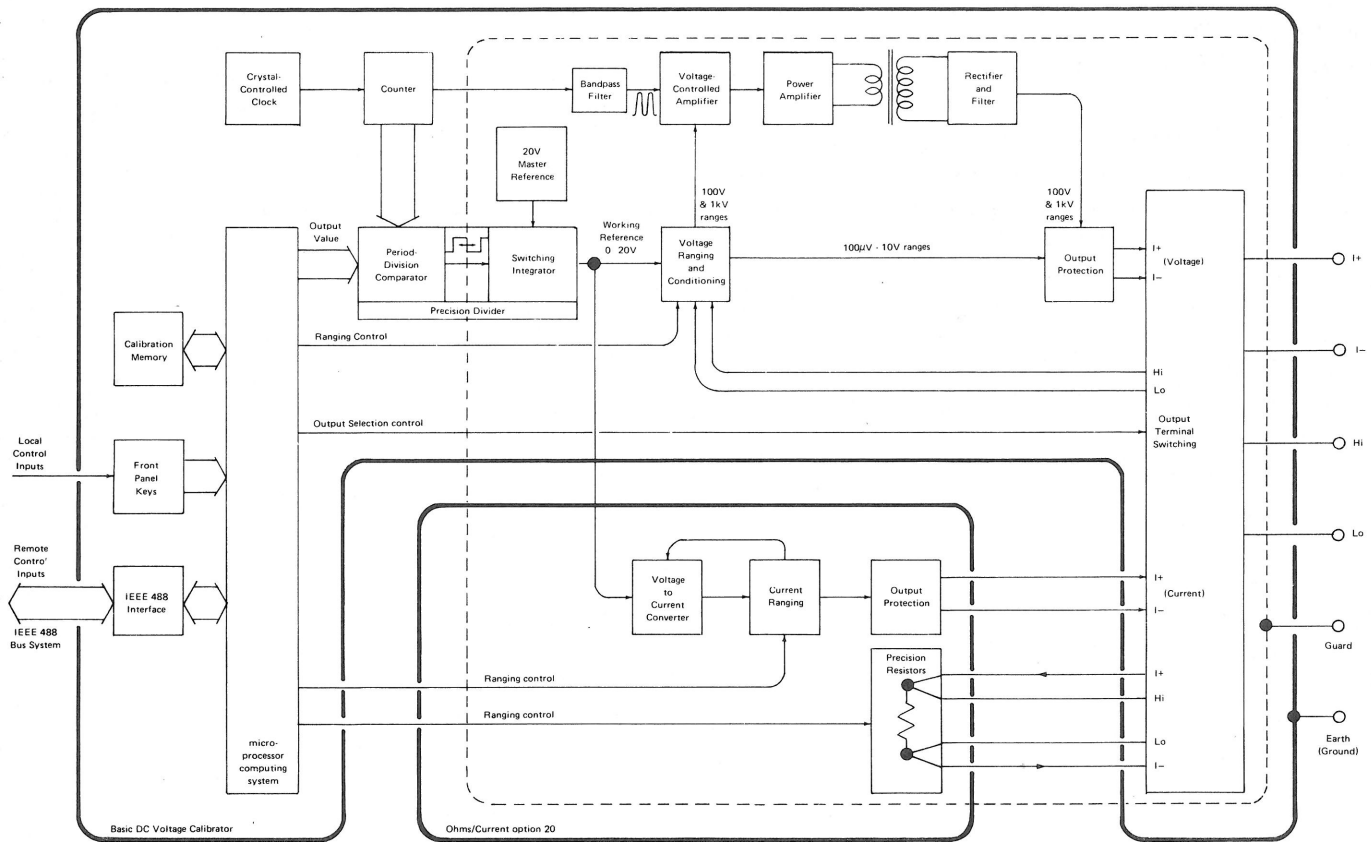 Crystal-
Controlled
Clock
Counter
Bandpass
Filter
Voltage-
Controlled
Amplifier
Power
Amplifier
Rectifier
and
Filter
20V
Master
Reference
100V
& 1kV
ranges
100V
& 1kV
ranges
Output
Value
Period-
Division
Comparator
Switching
Integrator
Precision Divider
Working
Reference
0 20V
Voltage
Ranging
and
Conditioning
100µV - 10V ranges
Output
Protection
I+
(Voltage)
I−
I+
Calibration
Memory
Ranging Control
I−
Hi
Lo
Output Selection control
Output
Terminal
Switching
Hi
Local
Control
Inputs
Front
Panel
Keys
Lo
Remote
Contro'
Inputs
IEEE 488
Interface
IEEE 488
Bus System
Voltage
to
Current
Converter
Current
Ranging
Output
Protection
I+
(Current)
I−
Guard
Precision
Resistors
I+
Hi
Lo
I−
Ranging control
Ranging control
Earth
(Ground)
micro-
processor
computing
system
Basic DC Voltage Calibrator
Ohms/Current option 20